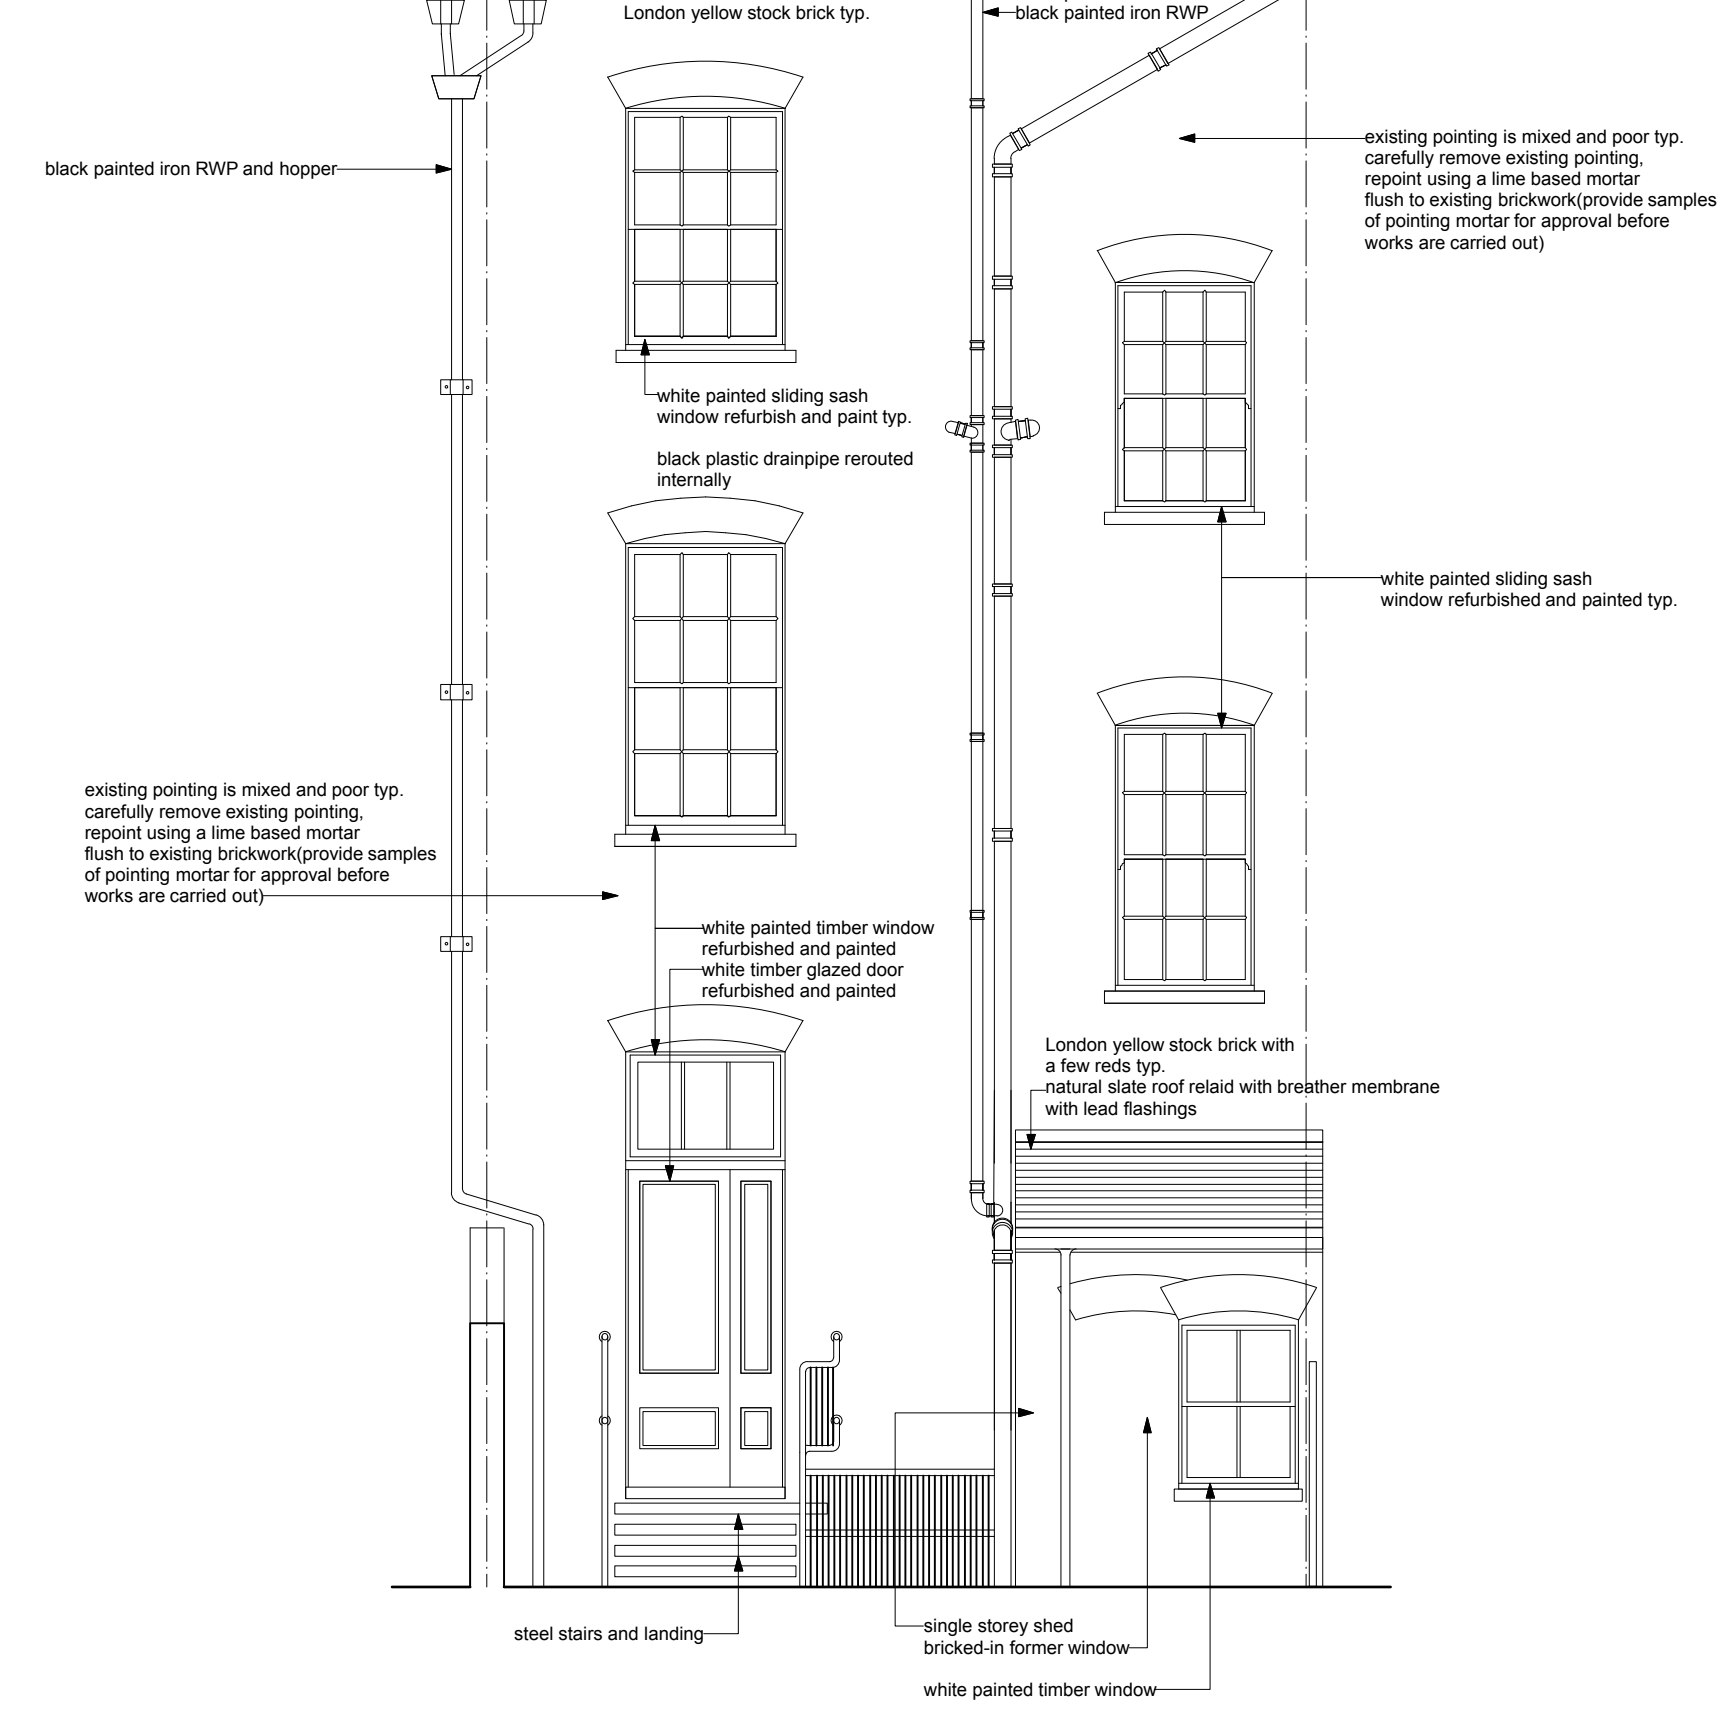 London yellow stock brick typ.
black painted iron RWP
black painted iron RWP and hopper
existing pointing is mixed and poor typ.
carefully remove existing pointing,
repoint using a lime based mortar
flush to existing brickwork(provide samples
of pointing mortar for approval before
works are carried out)
white painted sliding sash
window refurbish and paint typ.
black plastic drainpipe rerouted
internally
white painted sliding sash
window refurbished and painted typ.
existing pointing is mixed and poor typ.
carefully remove existing pointing,
repoint using a lime based mortar
flush to existing brickwork(provide samples
of pointing mortar for approval before
works are carried out)
white painted timber window
refurbished and painted
white timber glazed door
refurbished and painted
London yellow stock brick with
a few reds typ.
natural slate roof relaid with breather membrane
with lead flashings
steel stairs and landing
single storey shed
bricked-in former window
white painted timber window